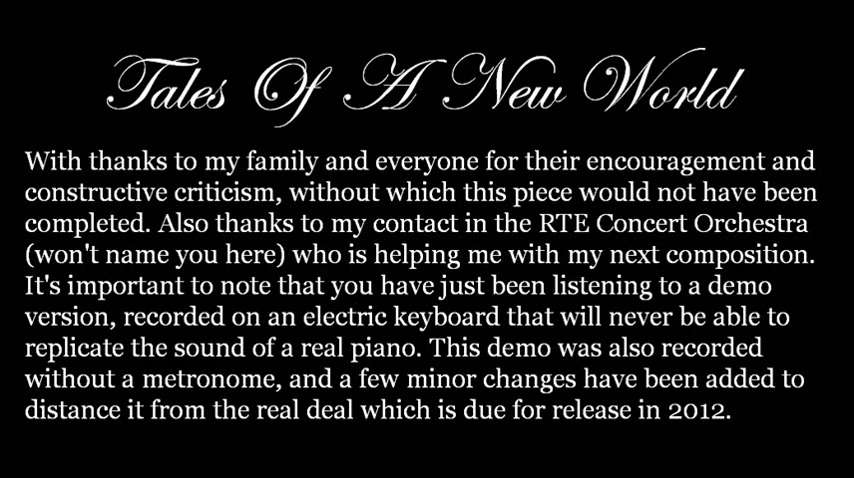 Tales Of A New World
With thanks to my family and everyone for their encouragement and
constructive criticism, without which this piece would not have been
completed. Also thanks to my contact in the RTE Concert Orchestra
(won't name you here) who is helping me with my next composition.
It's important to note that you have just been listening to a demo
version, recorded on an electric keyboard that will never be able to
replicate the sound of a real piano. This demo was also recorded
without a metronome, and a few minor changes have been added to
distance it from the real deal which is due for release in 2012.